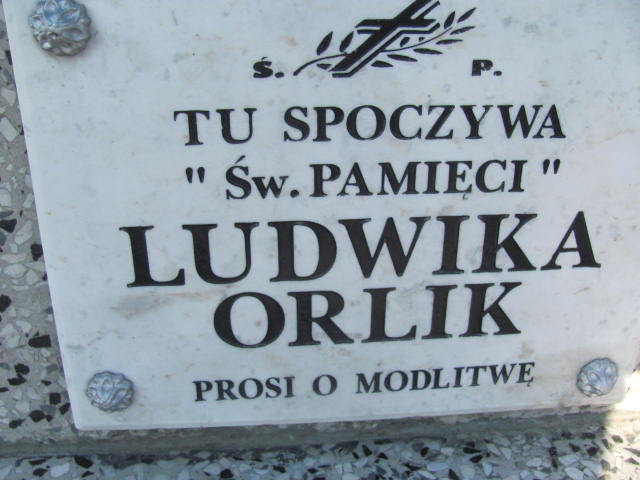 Ś. P.
TU SPOCZYWA
" ŚW. PAMIĘCI "
LUDWIKA
ORLIK
PROSI O MODLITWĘ